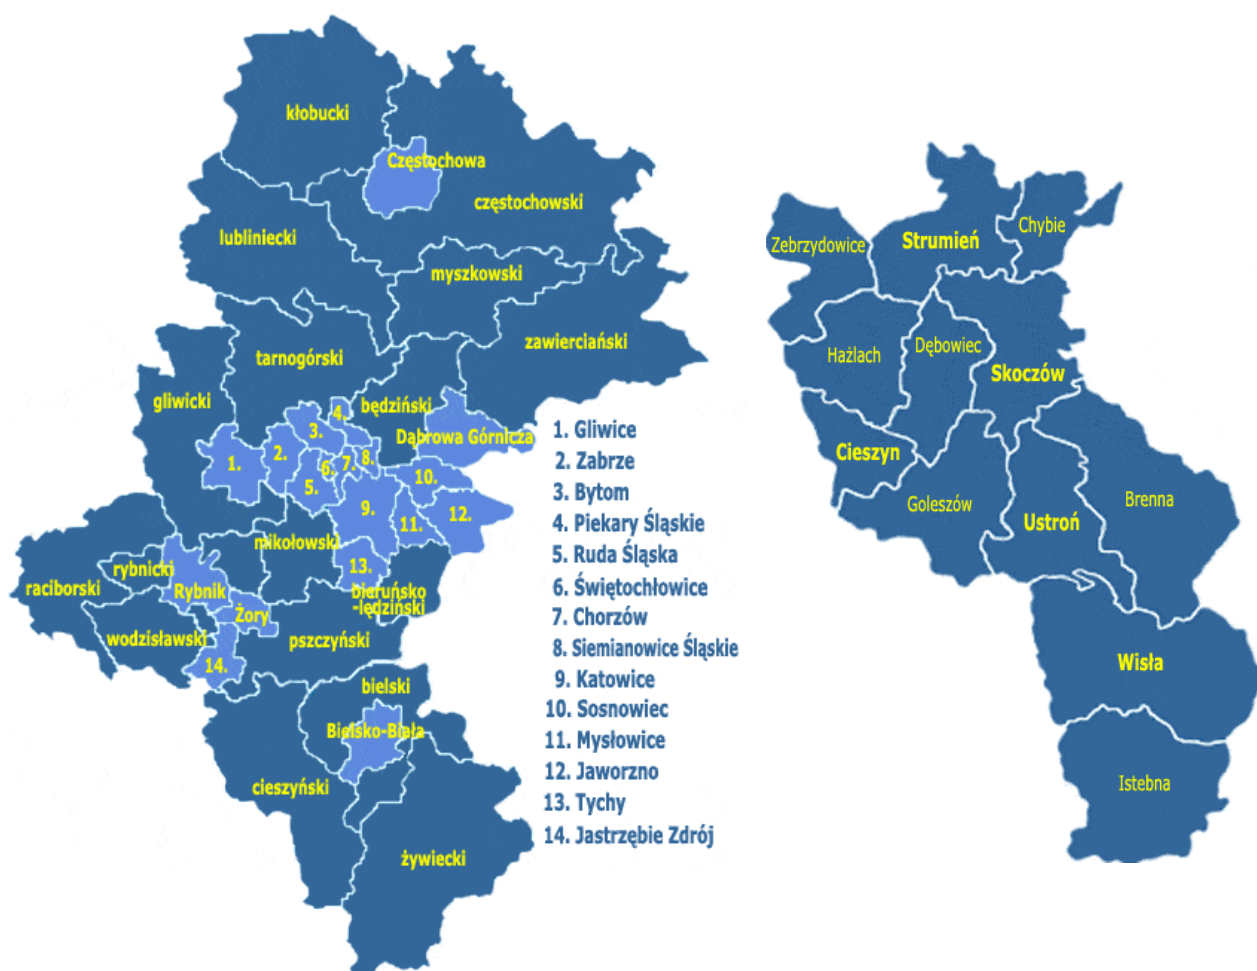 kłobucki
Częstochowa
częstochowski
lubliniecki
myszkowski
zawierciański
tarnogórski
gliwicki
będziński
4.
3.
Dąbrowa Górnicza
1.
2.
6.
7.
8.
5.
10.
9.
11.
12.
mikołowski
13.
rybnicki
raciborski
Rybnik
bieruńsko
-lędziński
Żory
wodzisławski
pszczyński
14.
bielski
Bielsko-Biała
cieszyński
żywiecki
1. Gliwice
2. Zabrze
3. Bytom
4. Piekary Śląskie
5. Ruda Śląska
6. Świętochłowice
7. Chorzów
8. Siemianowice Śląskie
9. Katowice
10. Sosnowiec
11. Mysłowice
12. Jaworzno
13. Tychy
14. Jastrzębie Zdrój
Zebrzydowice
Strumień
Chybie
Hażlach
Dębowiec
Skoczów
Cieszyn
Goleszów
Ustroń
Brenna
Wisła
Istebna